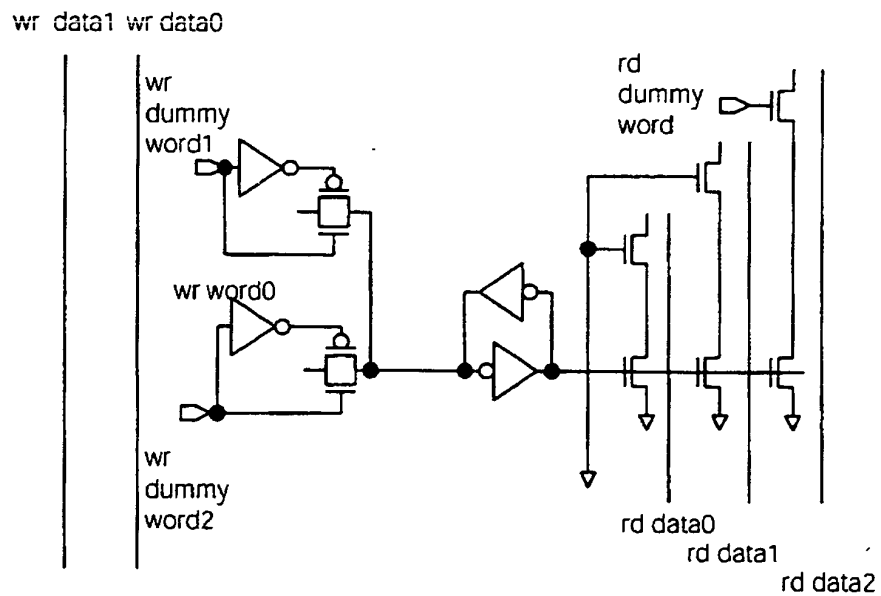 wr data1 wr data0
wr
dummy
word1
rd
dummy
word
wr word0
wr
dummy
word2
rd data0
rd data1
rd data2